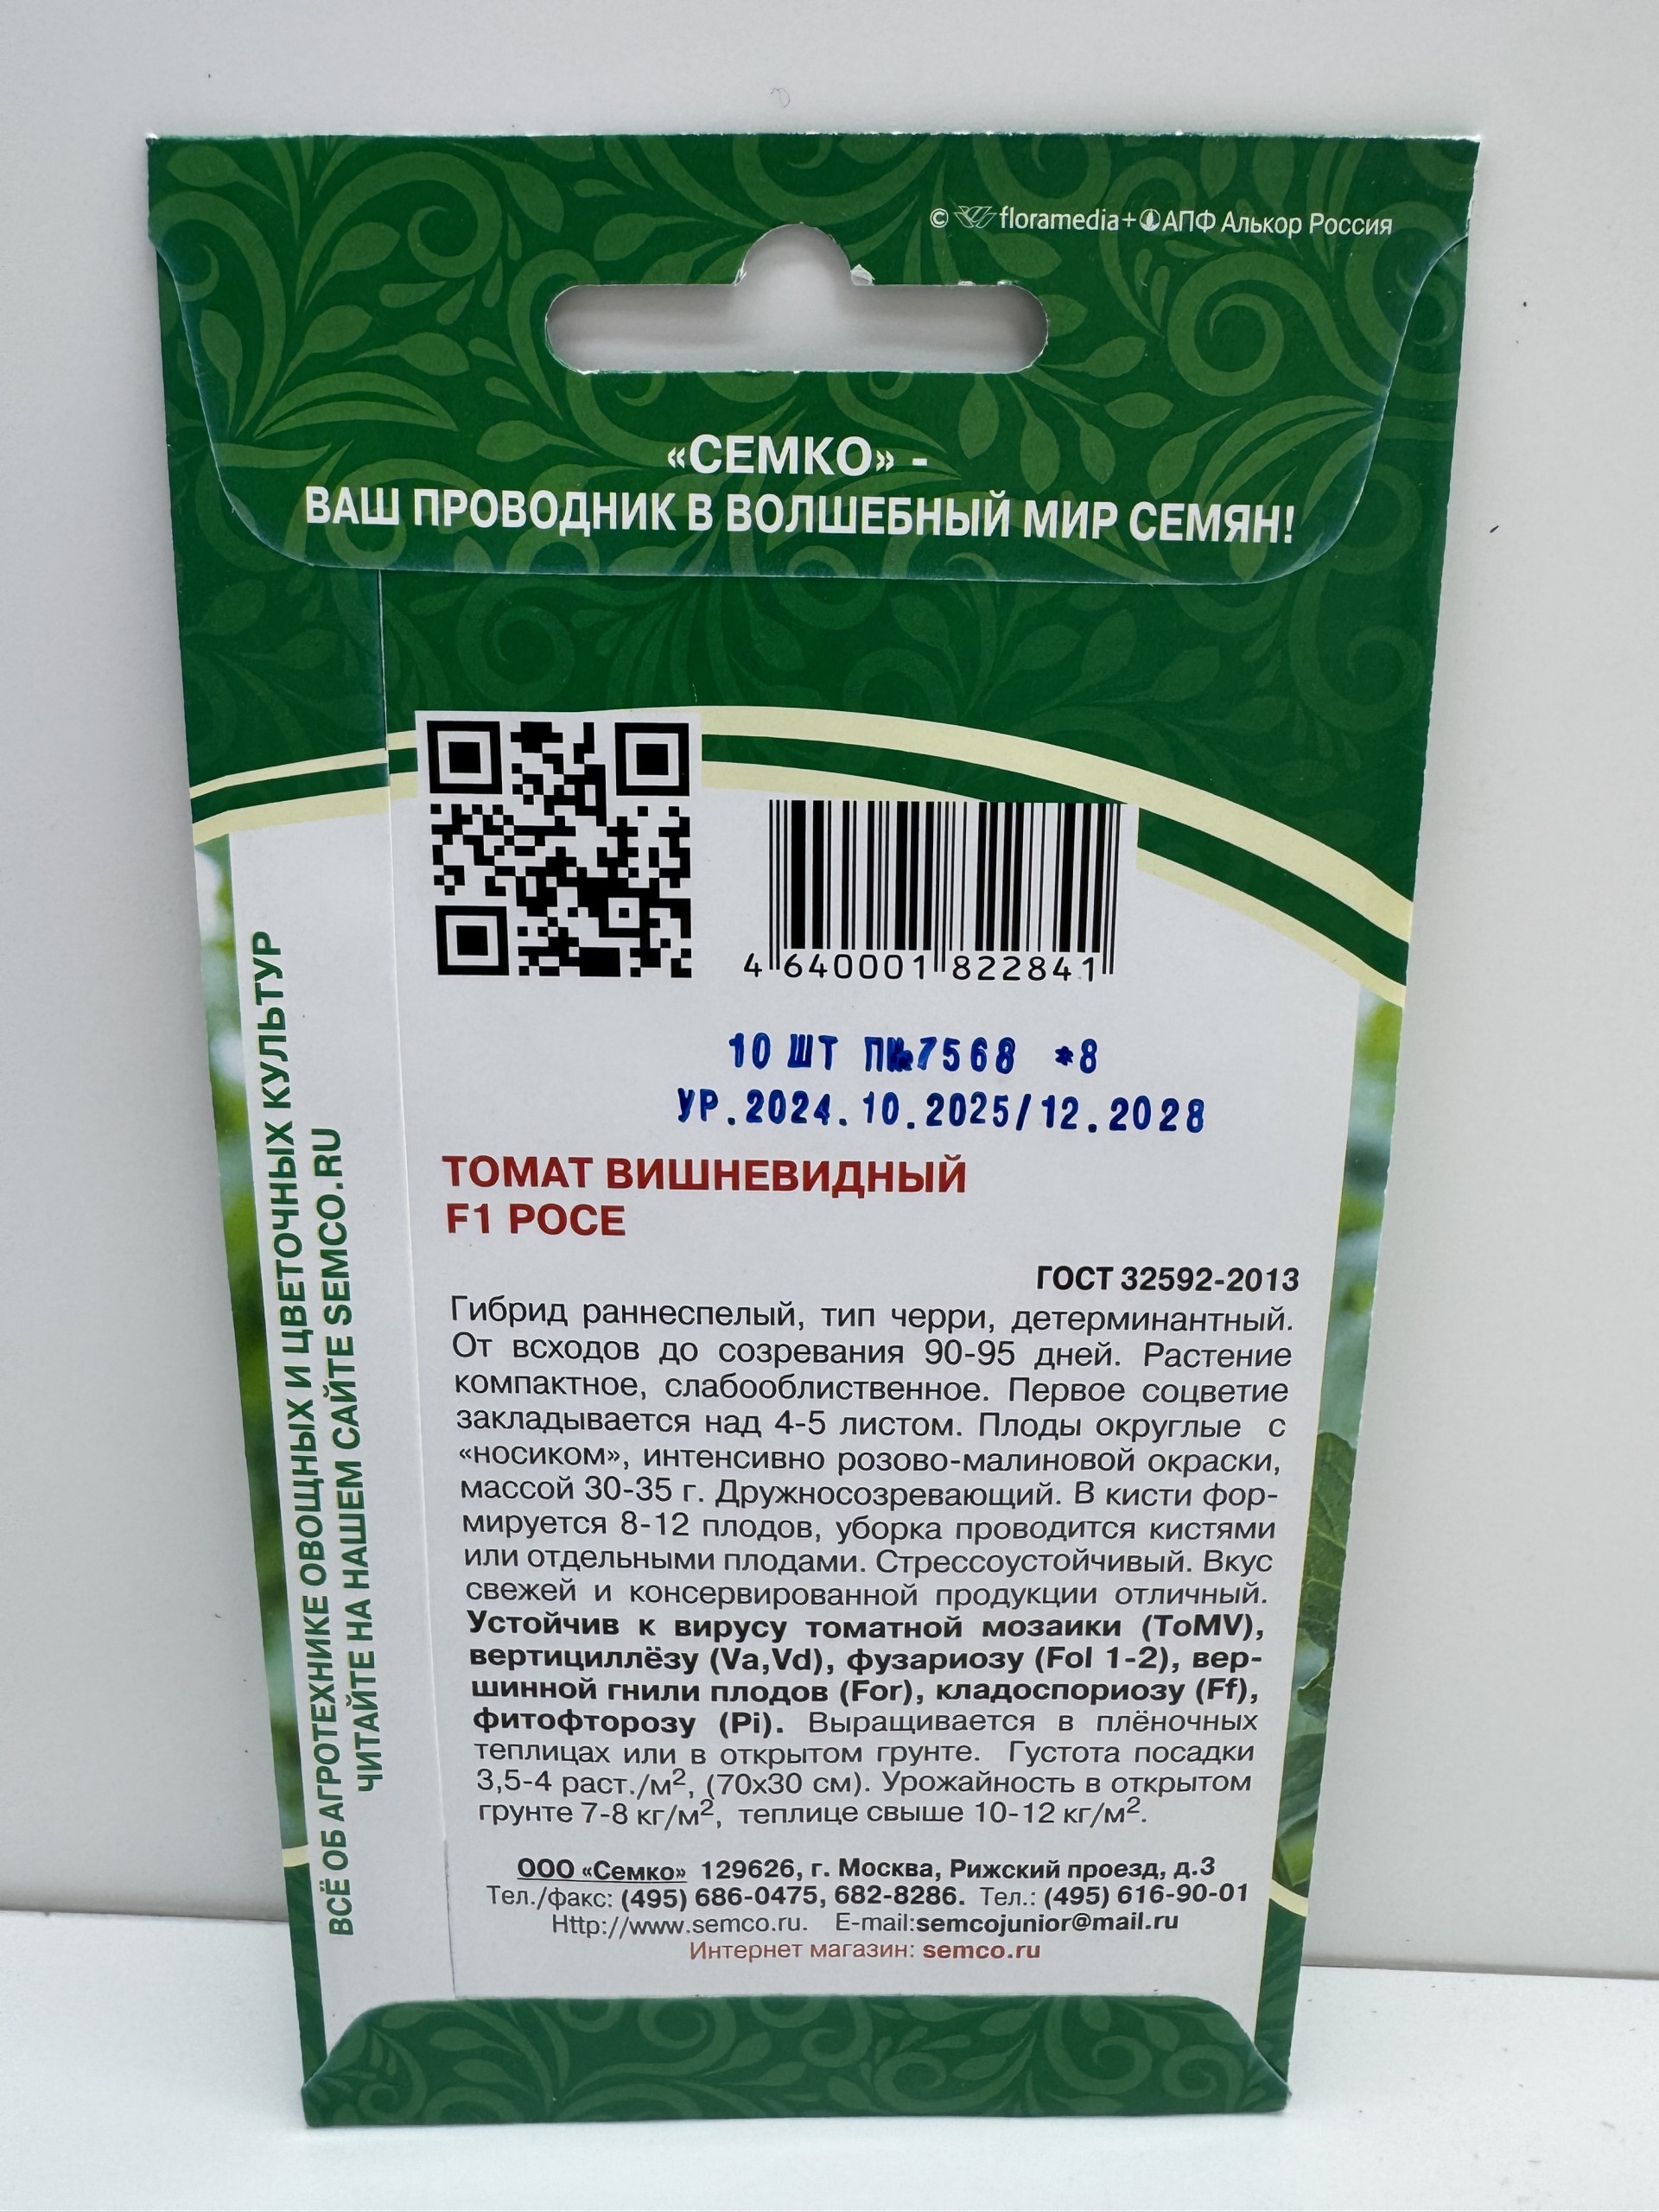 © floramedia+АПФ Алькор Россия
«СЕМКО» -
ВАШ ПРОВОДНИК В ВОЛШЕБНЫЙ МИР СЕМЯН!
4 640001 822841
10 ШТ П№7568 *8
УР.2024.10.2025/12.2028
ТОМАТ ВИШНЕВИДНЫЙ
F1 РОСЕ
ГОСТ 32592-2013
Гибрид раннеспелый, тип черри, детерминантный.
От всходов до созревания 90-95 дней. Растение
компактное, слабооблиственное. Первое соцветие
закладывается над 4-5 листом. Плоды округлые с
«носиком», интенсивно розово-малиновой окраски,
массой 30-35 г. Дружносозревающий. В кисти фор-
мируется 8-12 плодов, уборка проводится кистями
или отдельными плодами. Стрессоустойчивый. Вкус
свежей и консервированной продукции отличный.
Устойчив к вирусу томатной мозаики (ToMV),
вертициллёзу (Va,Vd), фузариозу (Fol 1-2), вер-
шинной гнили плодов (For), кладоспориозу (Ff),
фитофторозу (Pi). Выращивается в плёночных
теплицах или в открытом грунте. Густота посадки
3,5-4 раст./м², (70х30 см). Урожайность в открытом
грунте 7-8 кг/м², теплице свыше 10-12 кг/м².
ООО «Семко» 129626, г. Москва, Рижский проезд, д.3
Тел./факс: (495) 686-0475, 682-8286. Тел.: (495) 616-90-01
Http://www.semco.ru. E-mail:semcojunior@mail.ru
Интернет магазин: semco.ru
ВСЁ ОБ АГРОТЕХНИКЕ ОВОЩНЫХ И ЦВЕТОЧНЫХ КУЛЬТУР
ЧИТАЙТЕ НА НАШЕМ САЙТЕ SEMCO.RU